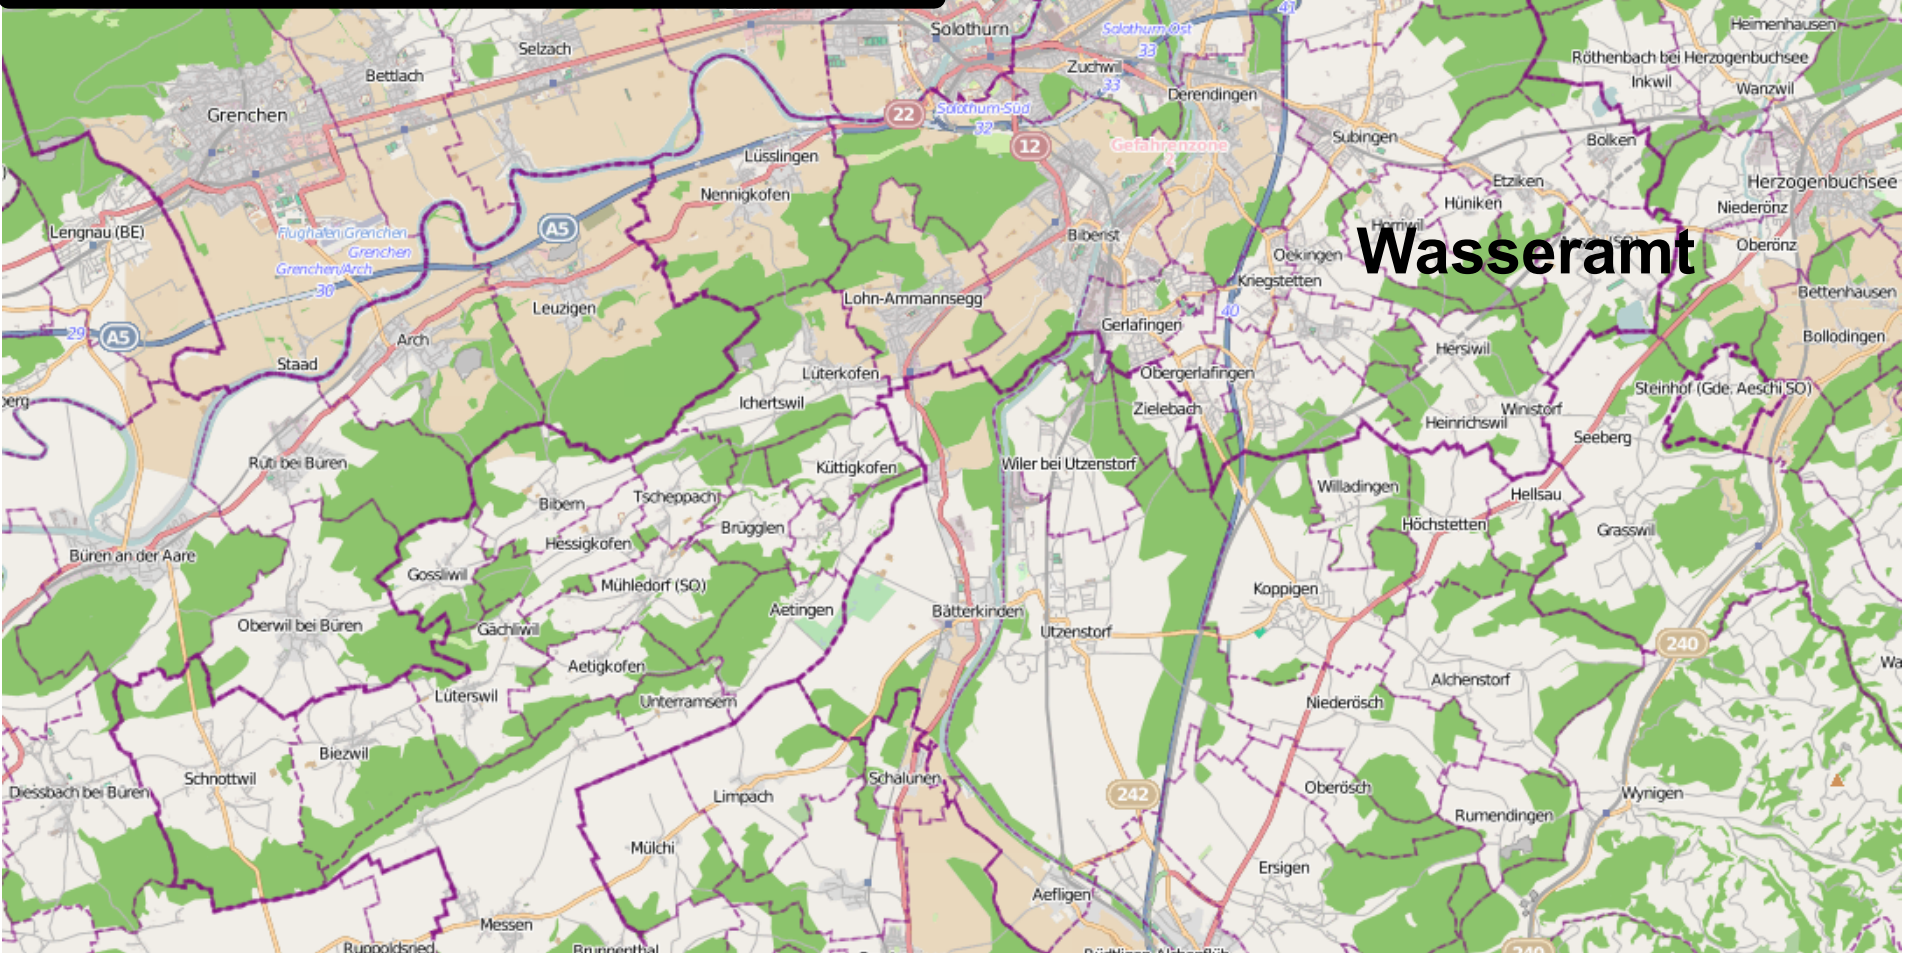 Solothurn
Solothurn Ost
33
41
Heimenhausen
Selzach
Bettlach
Zuchwil
33
Röthenbach bei Herzogenbuchsee
Inkwil
Wanzwil
Derendingen
Grenchen
22
Solothurn-Süd
32
12
Gefahrenzone
2
Subingen
Bolken
Lüsslingen
Nennigkofen
Etziken
Hüniken
Herzogenbuchsee
Niederönz
Lengnau (BE)
Flughafen Grenchen
Grenchen
A5
Biberist
Horriwil
Wasseramt
Oberönz
Oekingen
Kriegstetten
Grenchen/Arch
30
Leuzigen
Lohn-Ammannsegg
40
Bettenhausen
Gerlafingen
29
A5
Arch
Bollodingen
Hersiwil
Staad
Lüterkofen
Obergerlafingen
Steinhof (Gde. Aeschi SO)
Ichertswil
Zielebach
Winistorf
Heinrichswil
Seeberg
Rüti bei Büren
Küttigkofen
Wiler bei Utzenstorf
Willadingen
Hellsau
Bibern
Tscheppach
Brügglen
Höchstetten
Grasswil
Büren an der Aare
Hessigkofen
Gossliwil
Mühledorf (SO)
Koppigen
Aetingen
Bätterkinden
Oberwil bei Büren
Gächliwil
Utzenstorf
240
Aetigkofen
Lüterswil
Unterramsern
Alchenstorf
Niederösch
Biezwil
Schnottwil
Schalunen
Diessbach bei Büren
Limpach
242
Oberösch
Wynigen
Rumendingen
Mülchi
Ersigen
Aefligen
Messen
Ruppoldsried
Brunnenthal
240